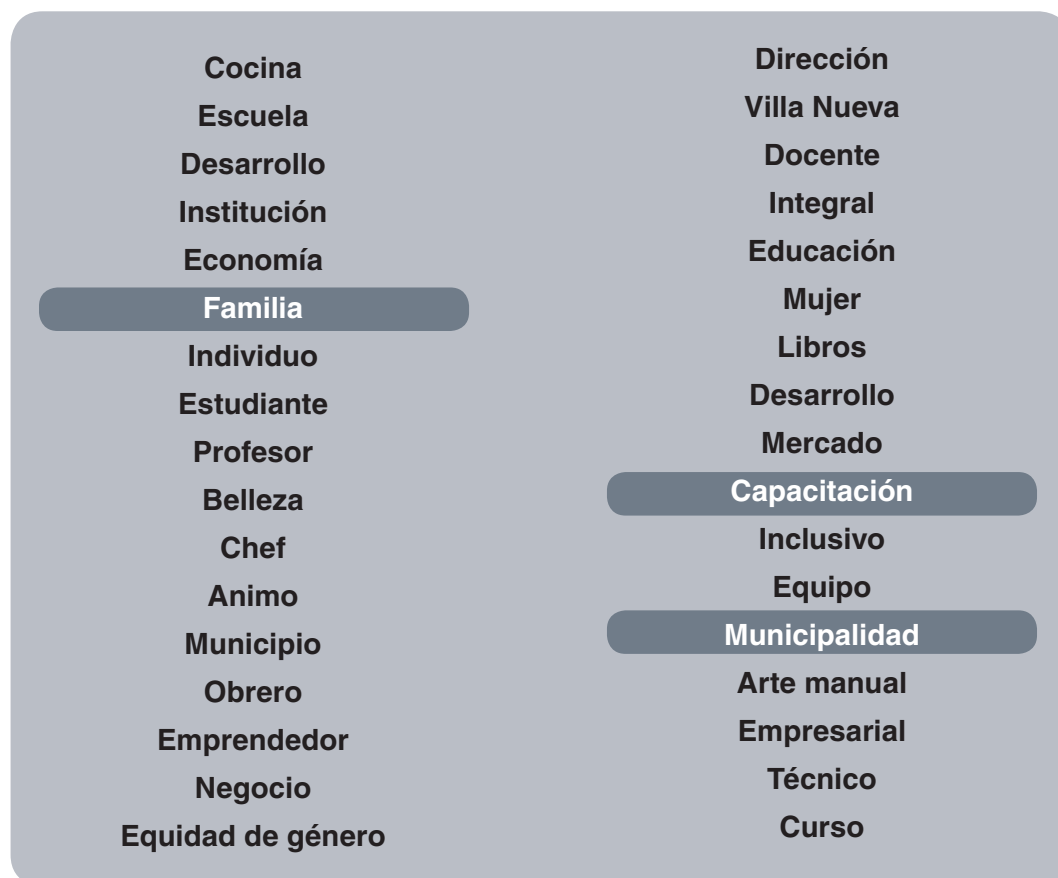 Cocina
Escuela
Desarrollo
Institución
Economía
Familia
Individuo
Estudiante
Profesor
Belleza
Chef
Animo
Municipio
Obrero
Emprendedor
Negocio
Equidad de género
Dirección
Villa Nueva
Docente
Integral
Educación
Mujer
Libros
Desarrollo
Mercado
Capacitación
Inclusivo
Equipo
Municipalidad
Arte manual
Empresarial
Técnico
Curso